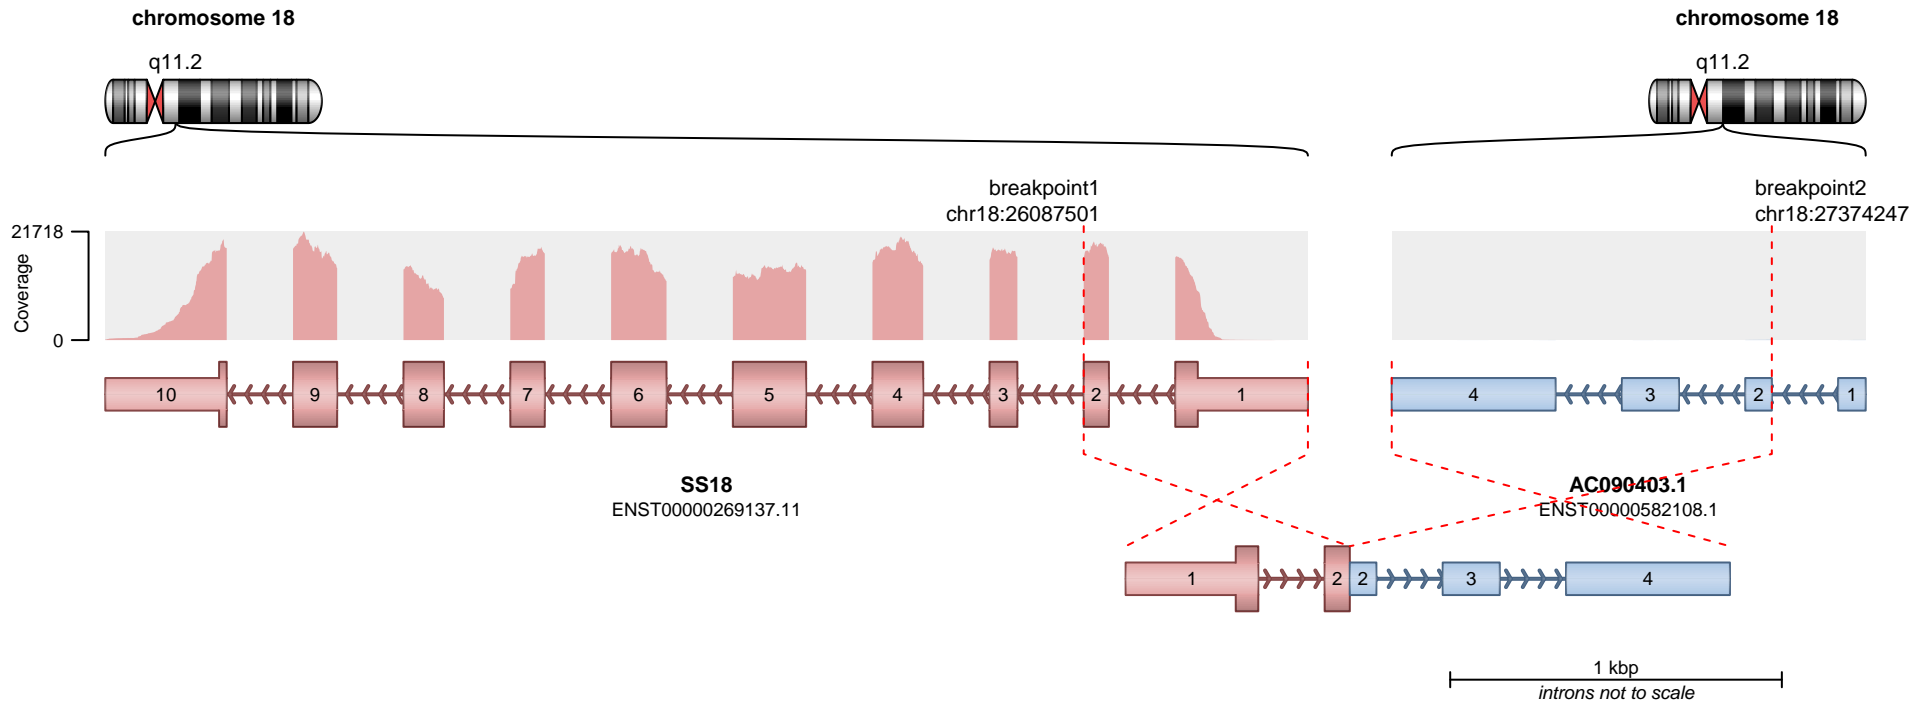 chromosome 18
chromosome 18
q11.2
q11.2
breakpoint1
chr18:26087501
breakpoint2
chr18:27374247
21718
Coverage
0
10 9 8 7 6 5 4 3 2 1
4 3 2 1
SS18
ENST00000269137.11
AC090403.1
ENST00000582108.1
1 2 2 3 4
1 kbp
introns not to scale